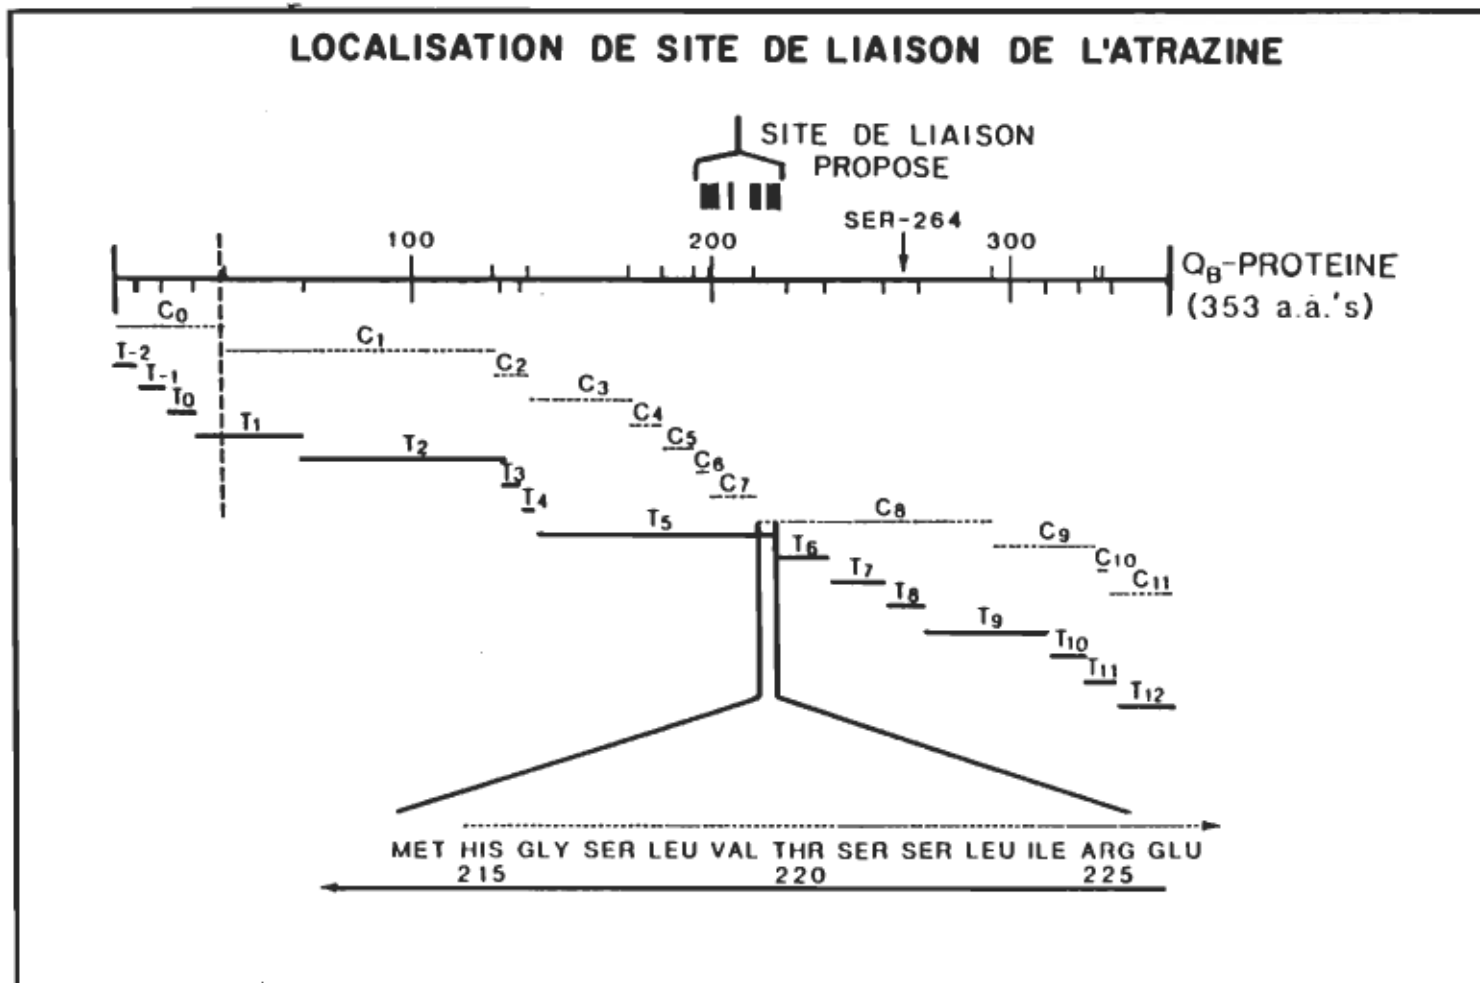 LOCALISATION DE SITE DE LIAISON DE L'ATRAZINE
SITE DE LIAISON
PROPOSE
SER-264
100
200
300
QB-PROTEINE
(353 a.a.'s)
C0
C1
T-2
C2
T-1
C3
T0
C4
T1
C5
T2
C6
T3
C7
T4
C8
T5
C9
T6
C10
T7
C11
T8
T9
T10
T11
T12
MET HIS GLY SER LEU VAL THR SER SER LEU ILE ARG GLU
215 220 225